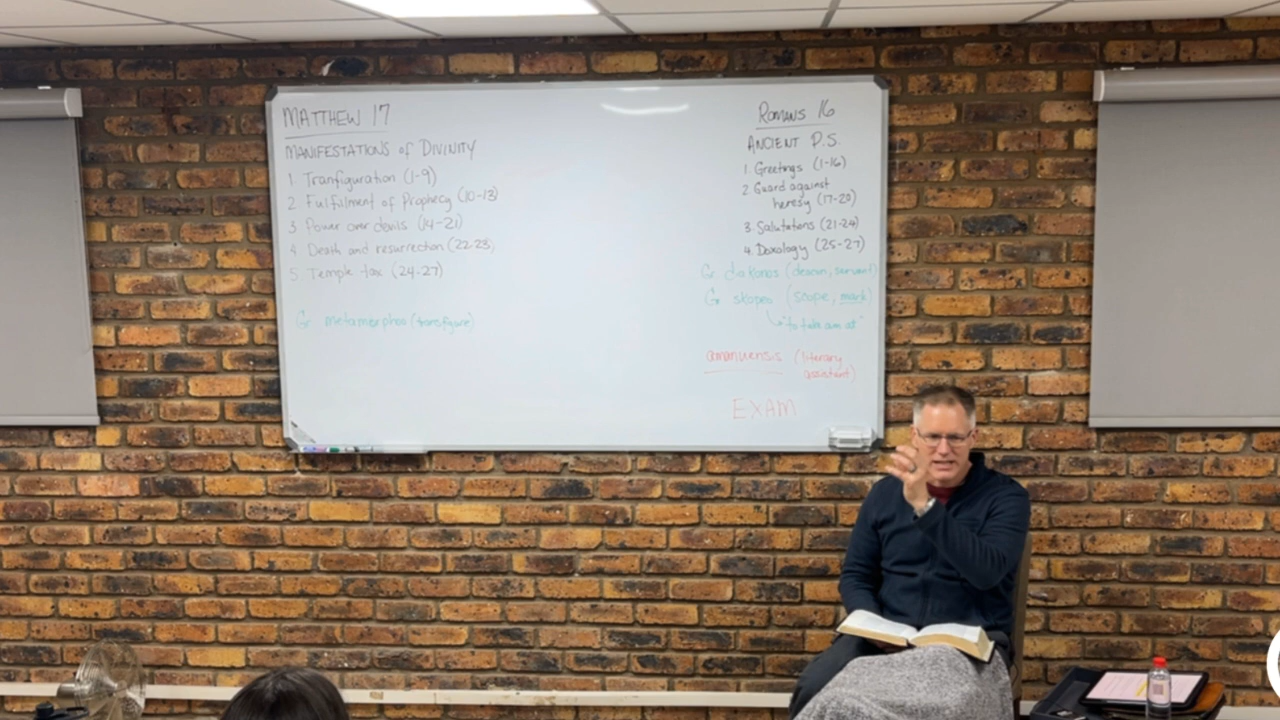 MATTHEW 17
MANIFESTATIONS of DIVINITY
1. Tranfiguration (1-9)
2. Fulfillment of Prophecy (10-13)
3. Power over devils (14-21)
4. Death and resurrection (22-23)
5. Temple tax (24-27)
Gr. metamorphos (transfigure)
Romans 16
ANCIENT P.S.
1. Greetings (1-16)
2. Guard against
heresy (17-20)
3. Salutations (21-24)
4. Doxology (25-27)
Gr. diakonos (deacon, servant)
Gr. skopeo (scope, mark)
"to take aim at"
amanuensis (literary
assistant)
EXAM